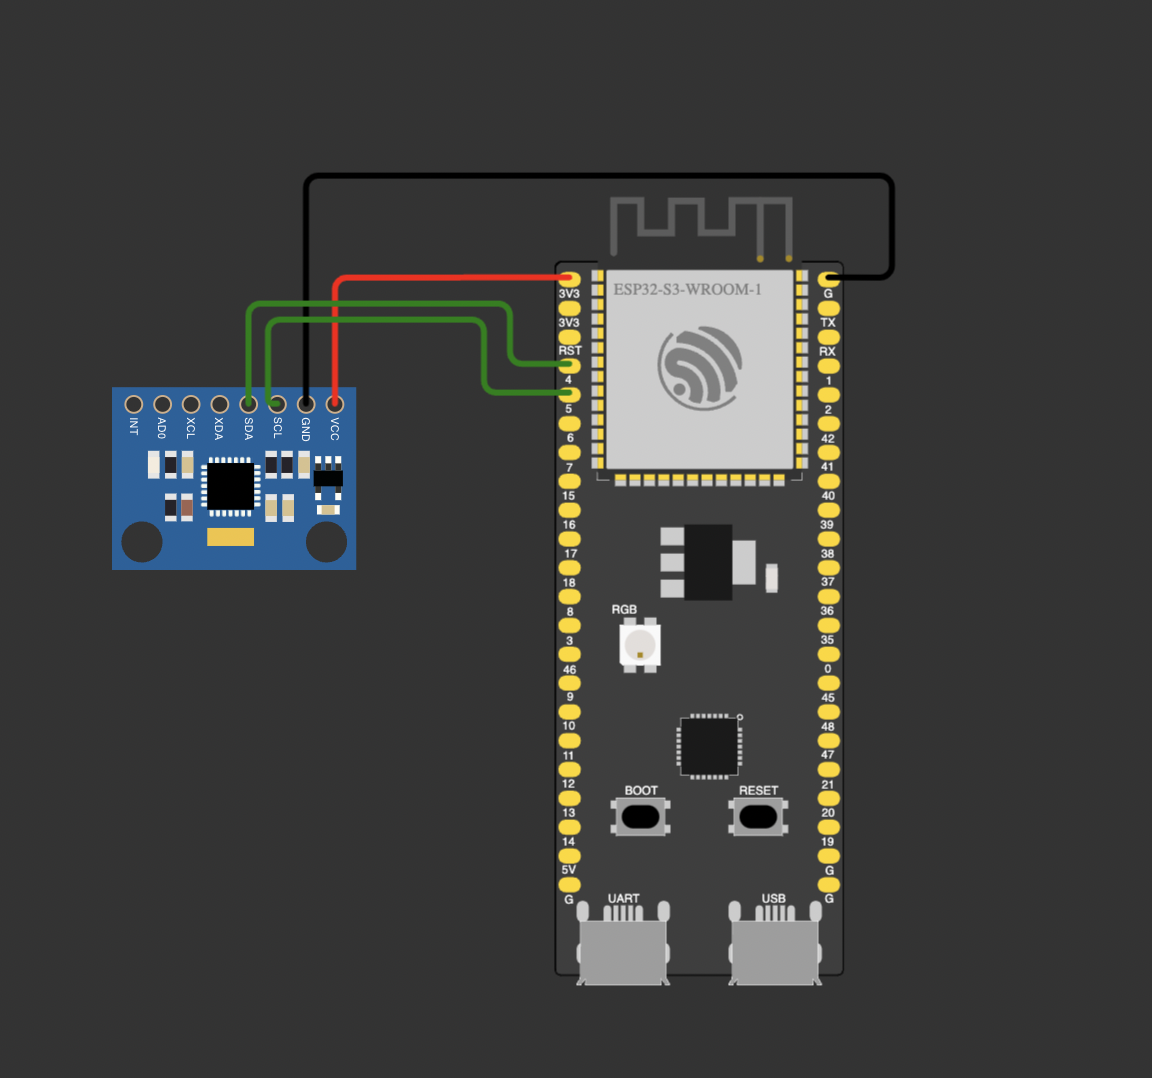 ESP32-S3-WROOM-1
3V3
3V3
RST
4
5
6
7
15
16
17
18
8
3
46
9
10
11
12
13
14
5V
G
G
TX
RX
1
2
42
41
40
39
38
37
36
35
0
45
48
47
21
20
19
G
G
INT
AD0
XCL
XDA
SDA
SCL
GND
VCC
RGB
BOOT
RESET
UART
USB